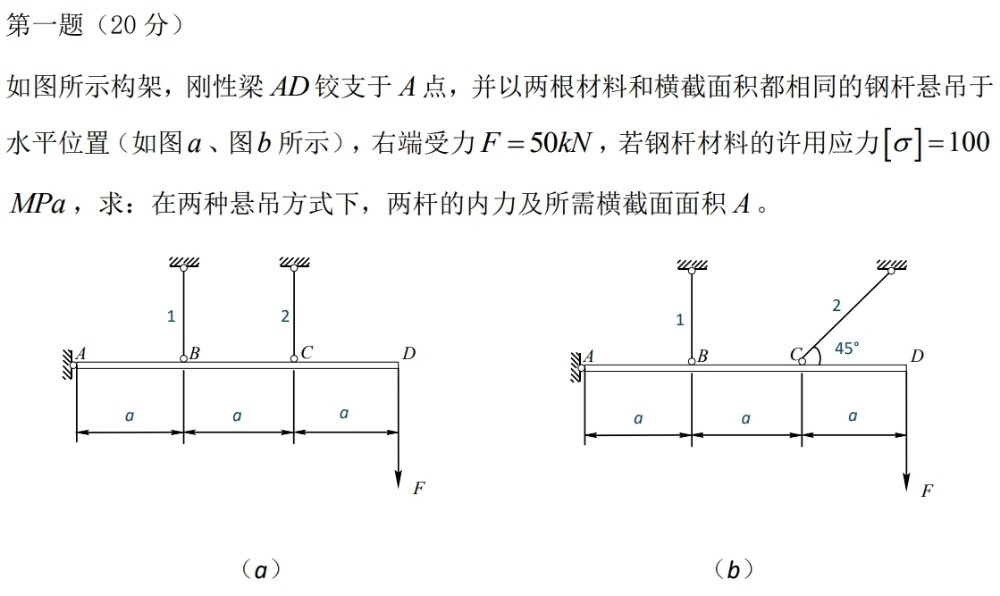 第一题（20 分）
如图所示构架，刚性梁 AD 铰支于 A 点，并以两根材料和横截面积都相同的钢杆悬吊于
水平位置（如图 a 、图 b 所示），右端受力 F = 50kN ，若钢杆材料的许用应力[σ] = 100
MPa ，求：在两种悬吊方式下，两杆的内力及所需横截面面积 A 。
1 2
A B C D
a a a
F
（a）
1 2
A B C 45° D
a a a
F
（b）